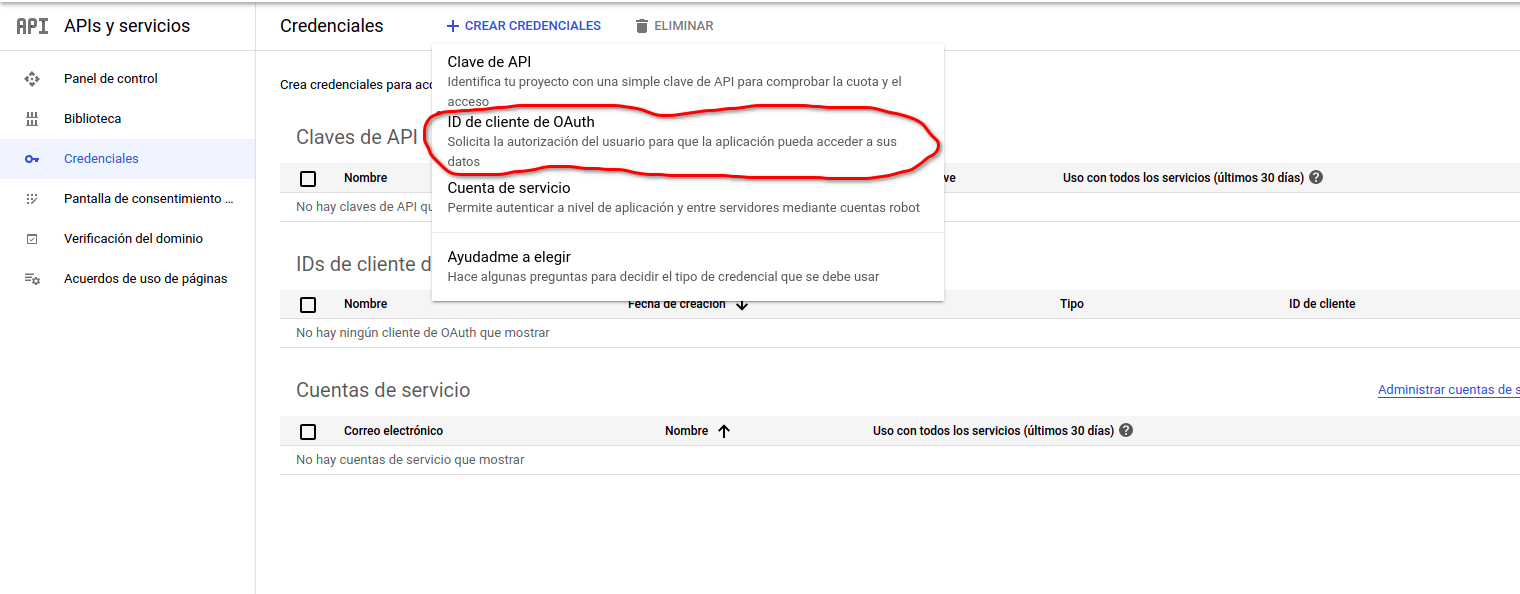 API APIs y servicios
Credenciales
CREAR CREDENCIALES
ELIMINAR
Panel de control
Biblioteca
Credenciales
Pantalla de consentimiento ...
Verificación del dominio
Acuerdos de uso de páginas
Crea credenciales para acc
Clave de API
Identifica tu proyecto con una simple clave de API para comprobar la cuota y el
acceso
ID de cliente de OAuth
Solicita la autorización del usuario para que la aplicación pueda acceder a sus
datos
Cuenta de servicio
Permite autenticar a nivel de aplicación y entre servidores mediante cuentas robot
Ayudadme a elegir
Hace algunas preguntas para decidir el tipo de credencial que se debe usar
Claves de API
Nombre
ve
Uso con todos los servicios (últimos 30 días)
No hay claves de API qu
IDs de cliente d
Nombre
Fecha de creación
Tipo
ID de cliente
No hay ningún cliente de OAuth que mostrar
Cuentas de servicio
Administrar cuentas de s
Correo electrónico
Nombre
Uso con todos los servicios (últimos 30 días)
No hay cuentas de servicio que mostrar